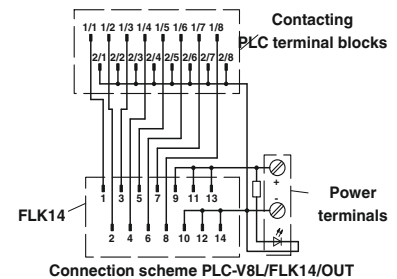 Contacting
PLC terminal blocks
1/1 1/2 1/3 1/4 1/5 1/6 1/7 1/8
2/1 2/2 2/3 2/4 2/5 2/6 2/7 2/8
+
-
FLK14
1 3 5 7 9 11 13
2 4 6 8 10 12 14
Power
terminals
Connection scheme PLC-V8L/FLK14/OUT